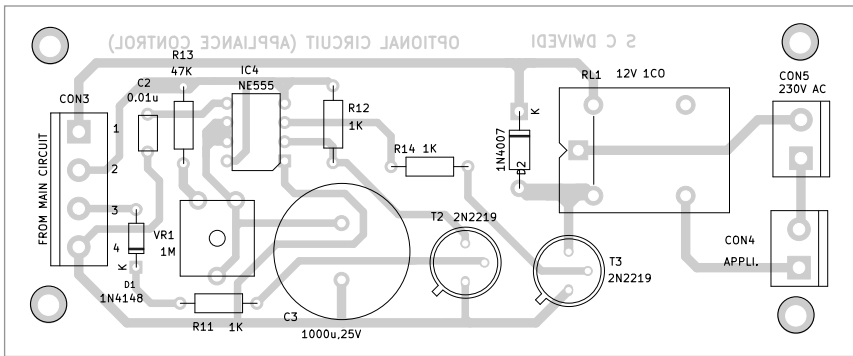 OPTIONAL CIRCUIT (APPLIANCE CONTROL)
S C DWIVEDI
R13
47K
IC4
NE555
C2
0.01u
CON3
1
2
3
4
FROM MAIN CIRCUIT
R12
1K
RL1
12V 1CO
CON5
230V AC
K
1N4007
D2
R14 1K
T2 2N2219
VR1
1M
CON4
APPLI.
T3
2N2219
K
D1
1N4148
R11 1K
C3
1000u,25V